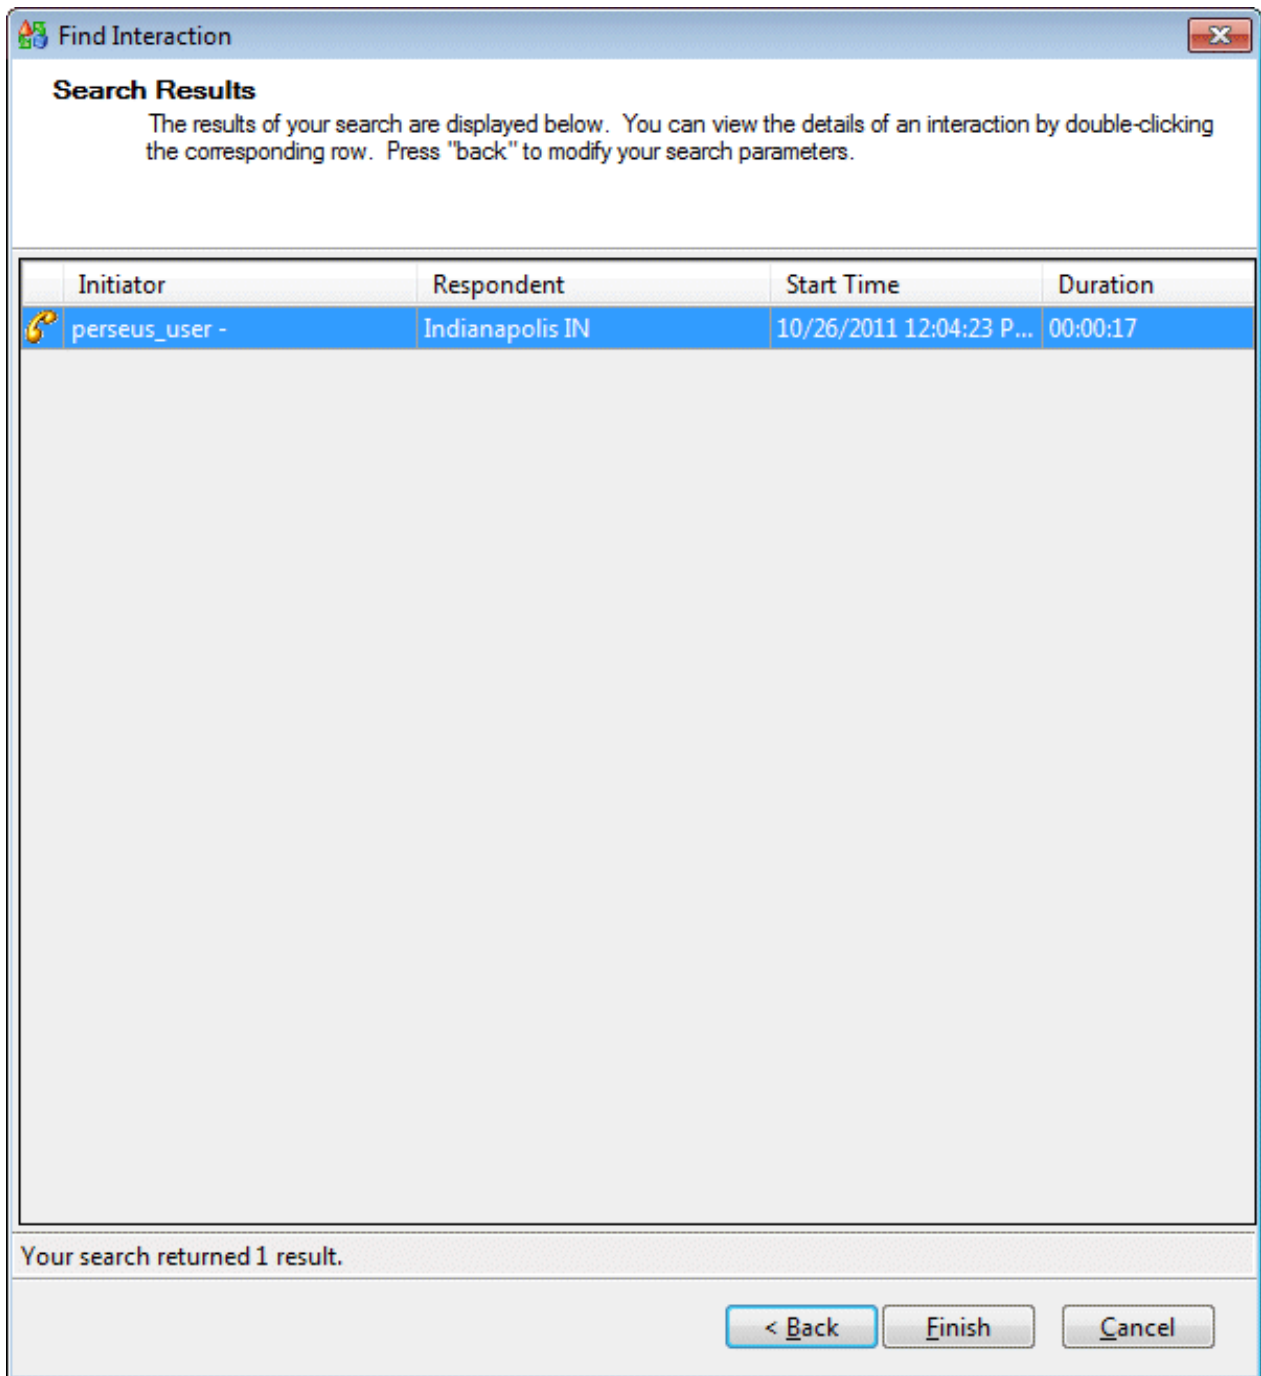 Find Interaction
Search Results
The results of your search are displayed below. You can view the details of an interaction by double-clicking
the corresponding row. Press "back" to modify your search parameters.
Initiator Respondent Start Time Duration
perseus_user - Indianapolis IN 10/26/2011 12:04:23 P... 00:00:17
Your search returned 1 result.
< Back Finish Cancel